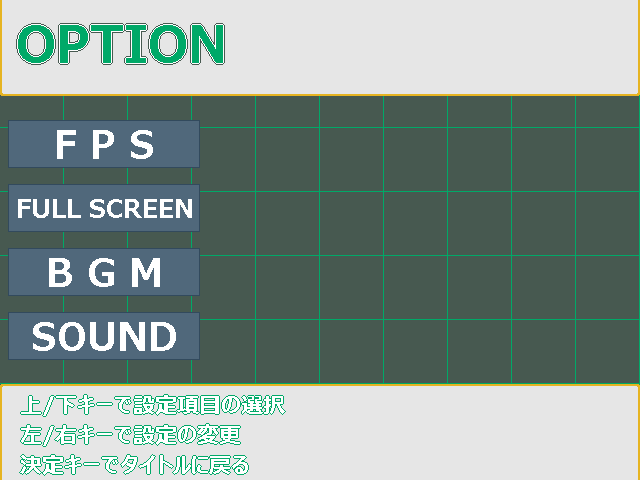 OPTION
F P S
FULL SCREEN
B G M
SOUND
上/下キーで設定項目の選択
左/右キーで設定の変更
決定キーでタイトルに戻る